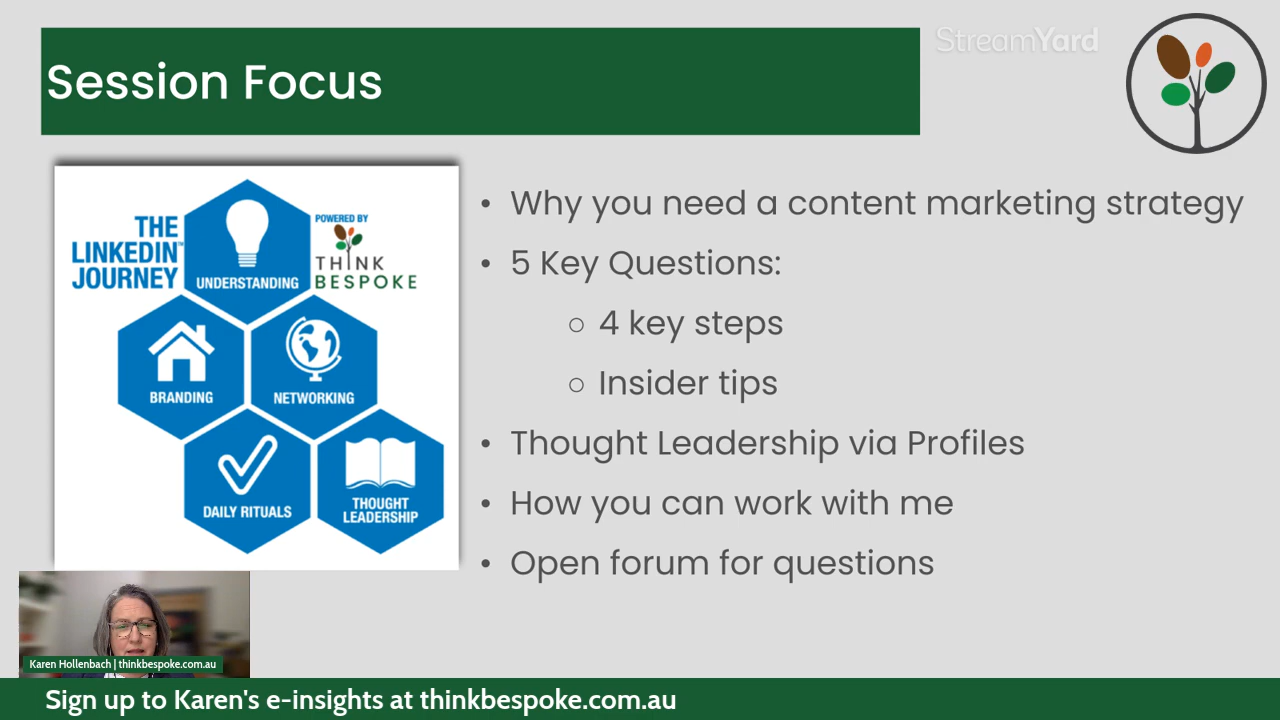 Session Focus
StreamYard
THE
LINKEDIN™
JOURNEY
POWERED BY
THINK
BESPOKE
UNDERSTANDING
BRANDING
NETWORKING
DAILY RITUALS
THOUGHT
LEADERSHIP
• Why you need a content marketing strategy
• 5 Key Questions:
○ 4 key steps
○ Insider tips
• Thought Leadership via Profiles
• How you can work with me
• Open forum for questions
Karen Hollenbach | thinkbespoke.com.au
Sign up to Karen's e-insights at thinkbespoke.com.au